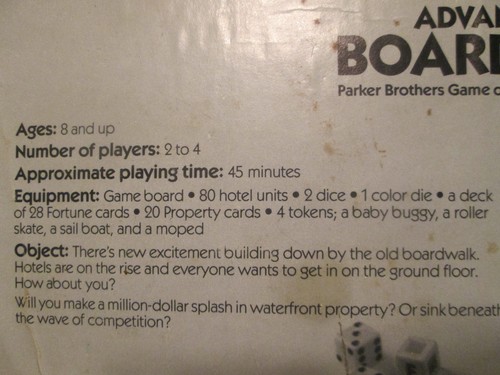 ADVA
BOAR
Parker Brothers Game
Ages: 8 and up
Number of players: 2 to 4
Approximate playing time: 45 minutes
Equipment: Game board • 80 hotel units • 2 dice • 1 color die • a deck
of 28 Fortune cards • 20 Property cards • 4 tokens; a baby buggy, a roller
skate, a sail boat, and a moped
Object: There's new excitement building down by the old boardwalk.
Hotels are on the rise and everyone wants to get in on the ground floor.
How about you?
Will you make a million-dollar splash in waterfront property? Or sink beneath
the wave of competition?